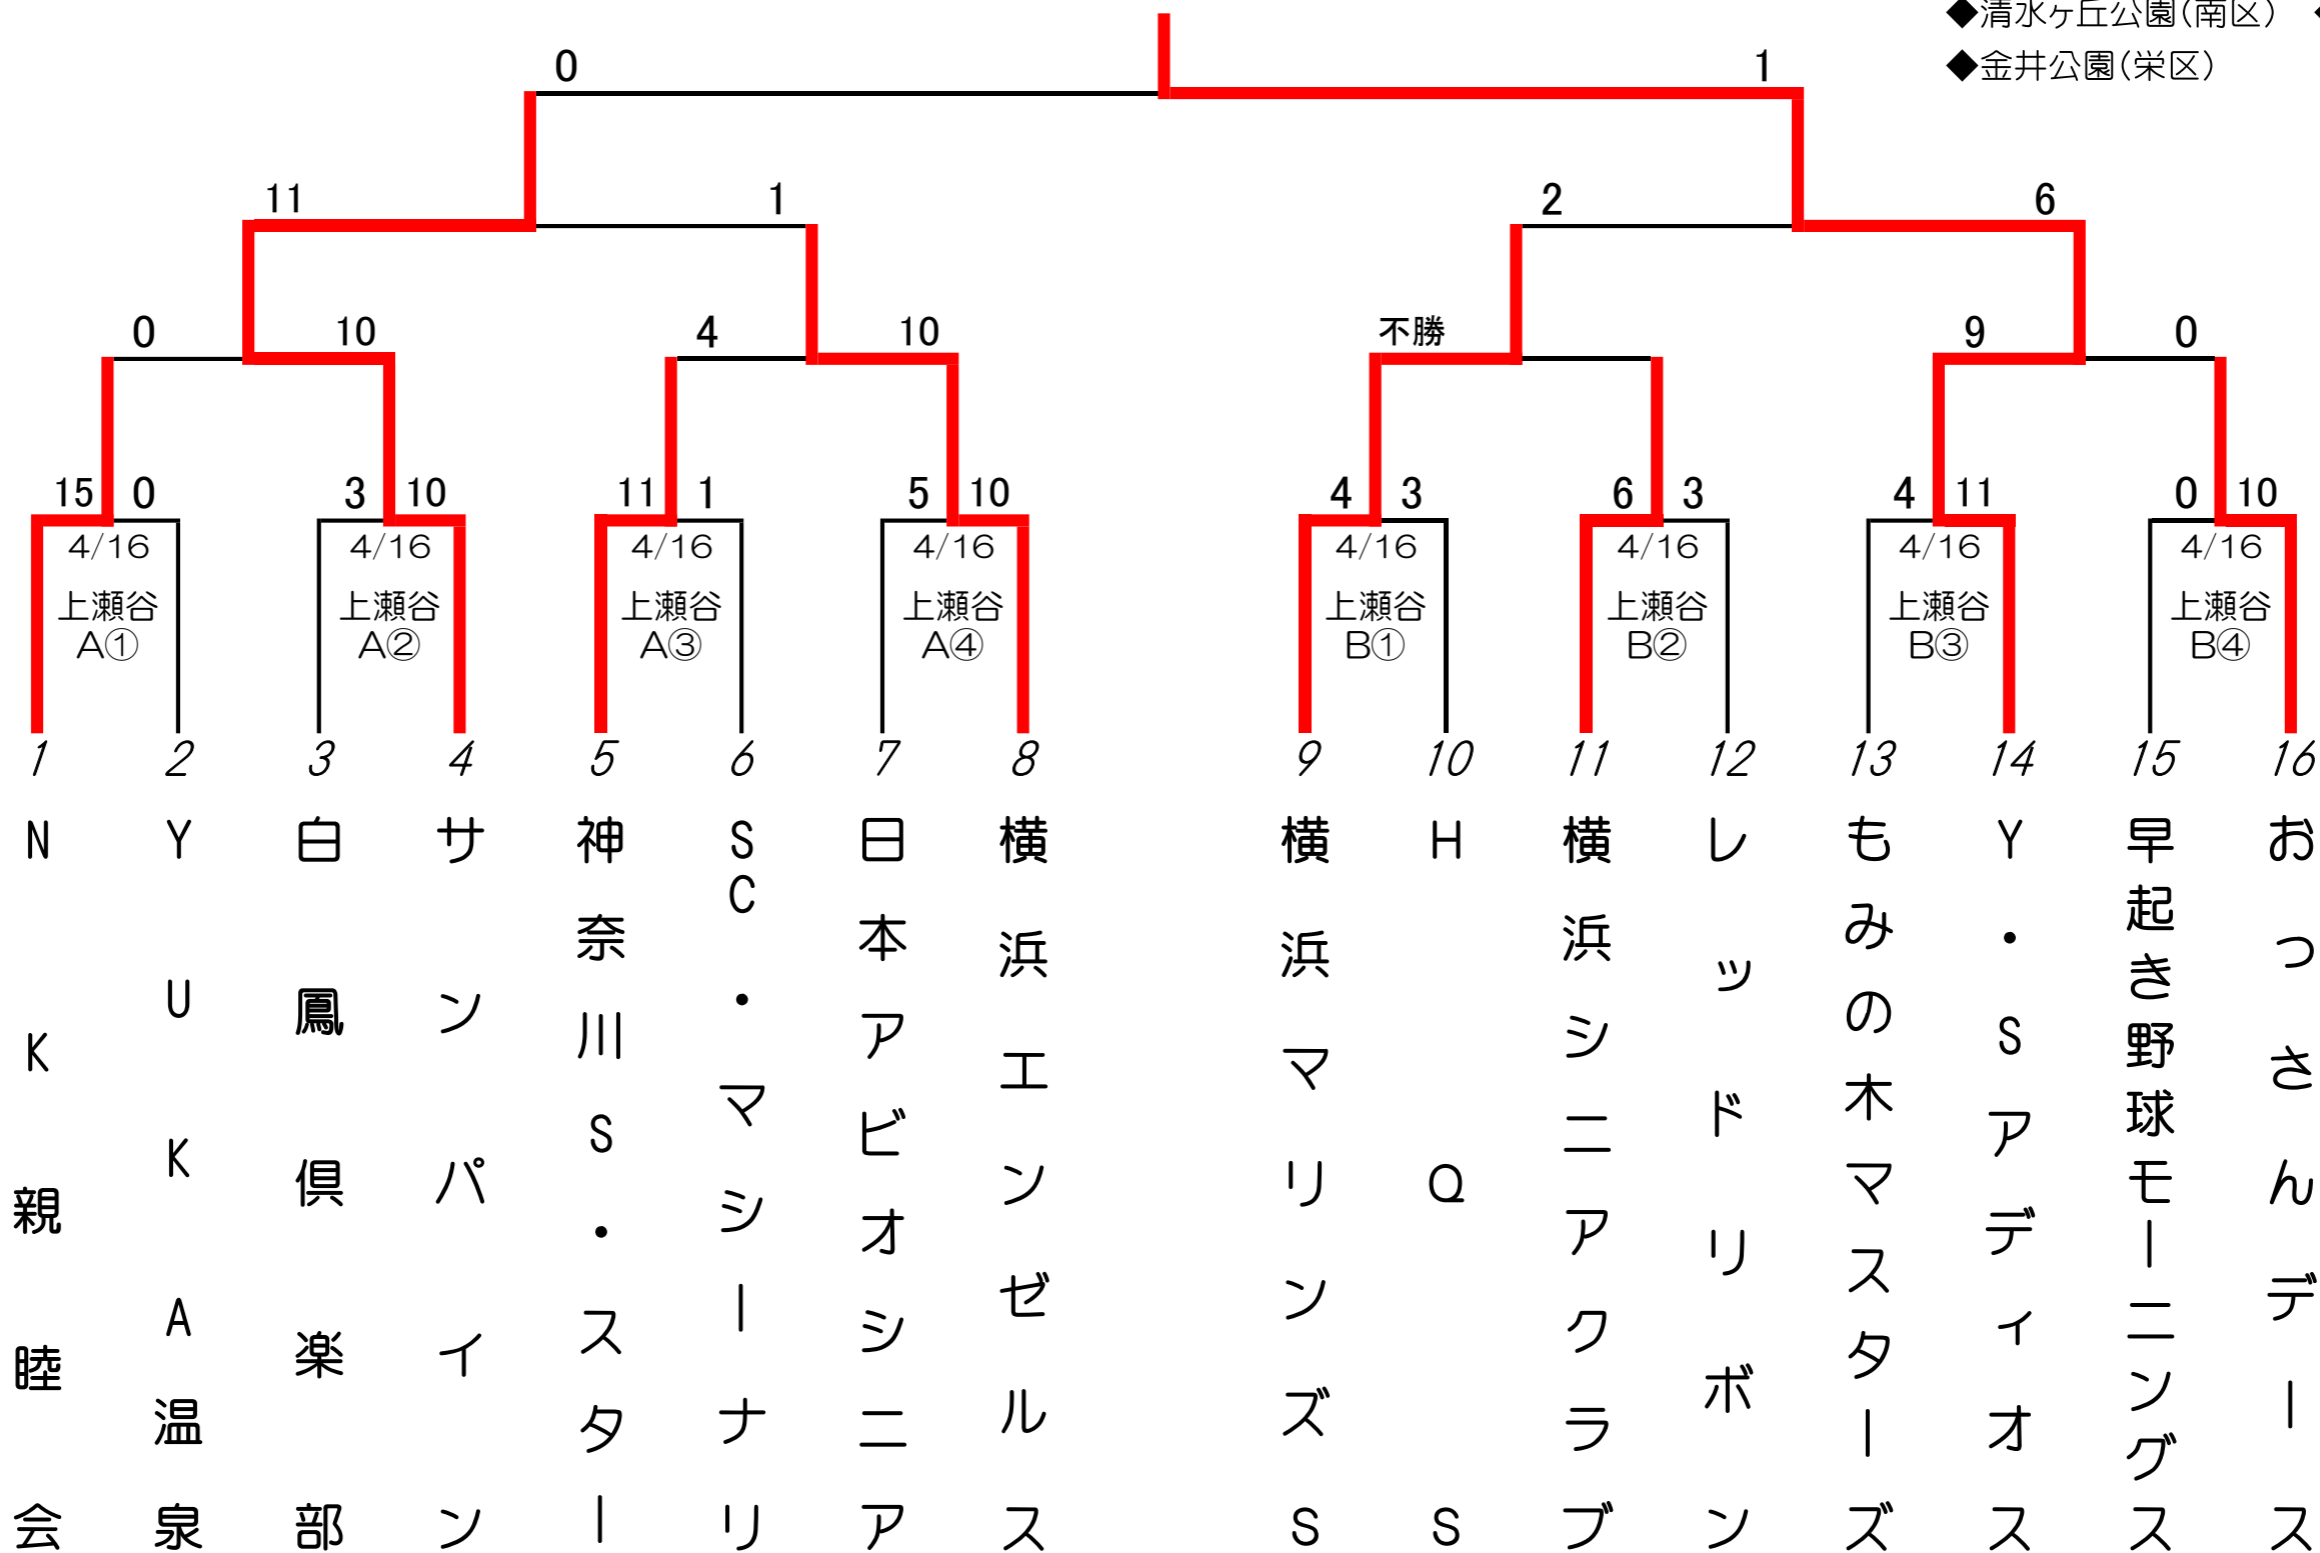 ◆清水ヶ丘公園(南区)
◆金井公園(栄区)
0 1
11 1 2 6
0 10 4 10 不勝 9 0
15 0 3 10 11 1 5 10 4 3 6 3 4 11 0 10
4/16 4/16 4/16 4/16 4/16 4/16 4/16 4/16
上瀬谷 上瀬谷 上瀬谷 上瀬谷 上瀬谷 上瀬谷 上瀬谷 上瀬谷
A① A② A③ A④ B① B② B③ B④
1 2 3 4 5 6 7 8 9 10 11 12 13 14 15 16
NK親睦会
YUKKA温泉
白鳳倶楽部
サンパイン
神奈川S・スター
SC・マシーナリ
日本アビオシニア
横浜エンゼルス
横浜マリンズS
HQS
横浜シニアクラブ
レッドリボン
もみの木マスターズ
Y・Sアディオス
早起き野球モーニングス
おっさんデース